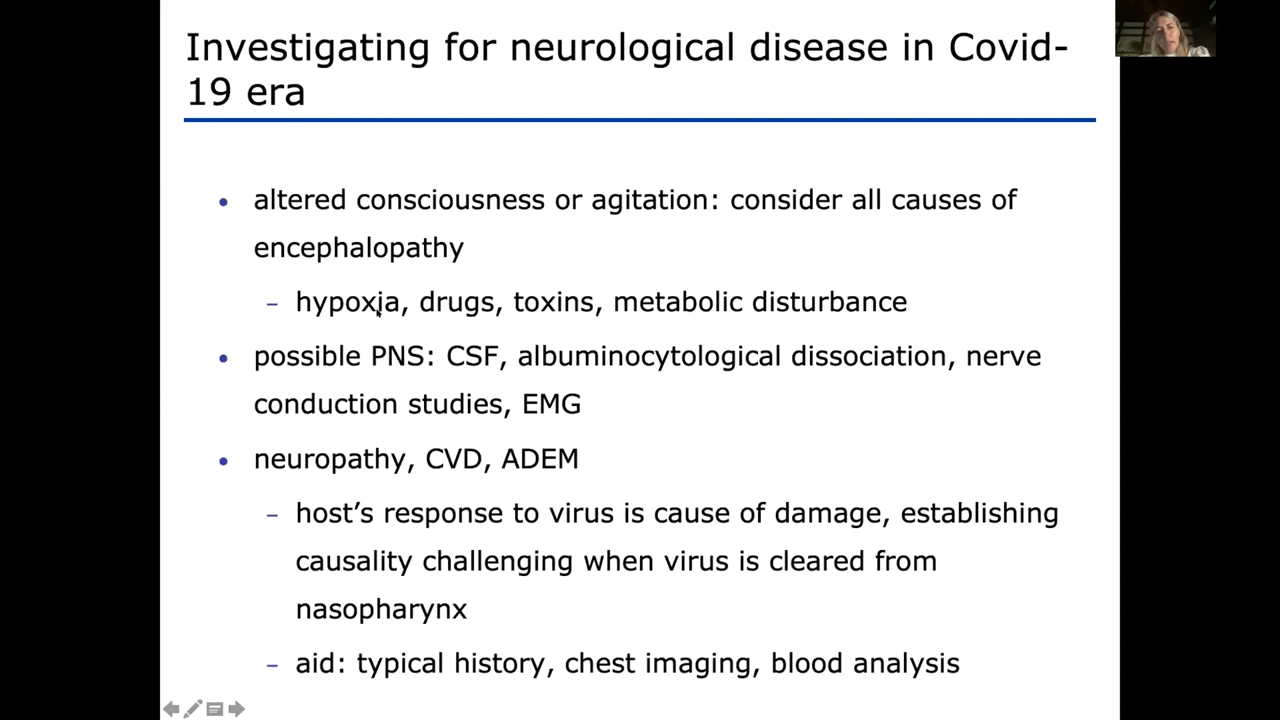 Investigating for neurological disease in Covid-
19 era
• altered consciousness or agitation: consider all causes of
encephalopathy
– hypoxia, drugs, toxins, metabolic disturbance
• possible PNS: CSF, albuminocytological dissociation, nerve
conduction studies, EMG
• neuropathy, CVD, ADEM
– host’s response to virus is cause of damage, establishing
causality challenging when virus is cleared from
nasopharynx
– aid: typical history, chest imaging, blood analysis